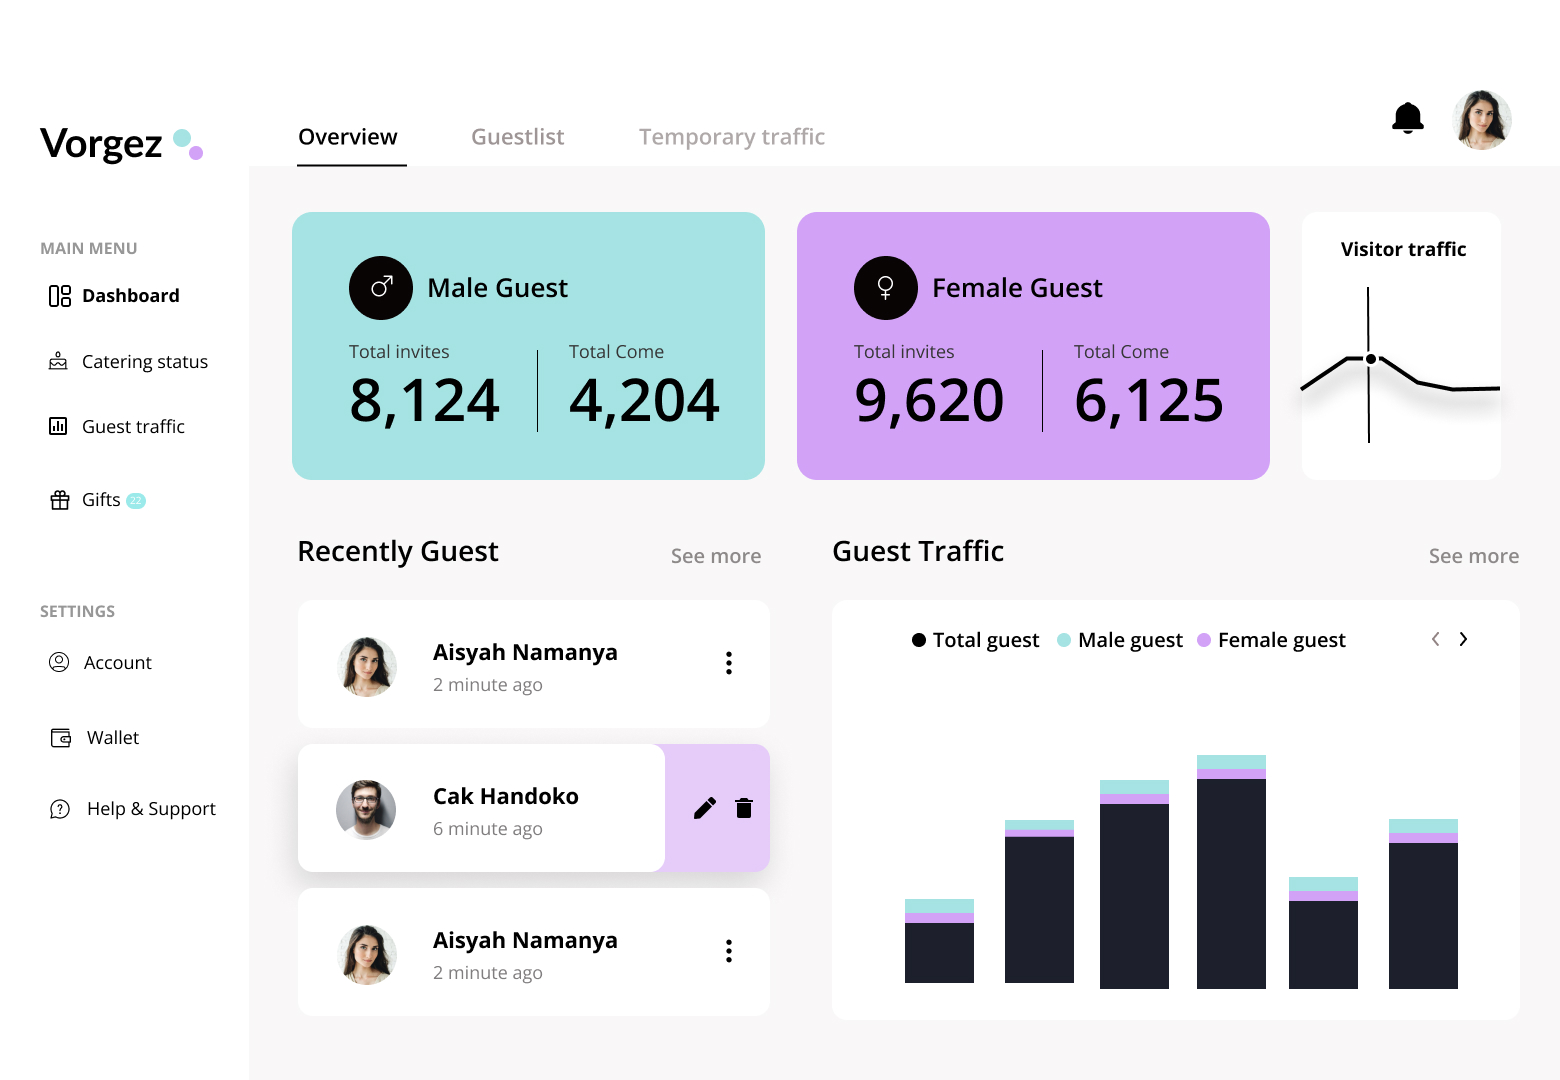 Vorgez
Overview
Guestlist
Temporary traffic
MAIN MENU
Dashboard
Catering status
Guest traffic
Gifts 22
SETTINGS
Account
Wallet
Help & Support
Male Guest
Total invites
8,124
Total Come
4,204
Female Guest
Total invites
9,620
Total Come
6,125
Visitor traffic
Recently Guest
See more
Aisyah Namanya
2 minute ago
Cak Handoko
6 minute ago
Aisyah Namanya
2 minute ago
Guest Traffic
See more
Total guest
Male guest
Female guest